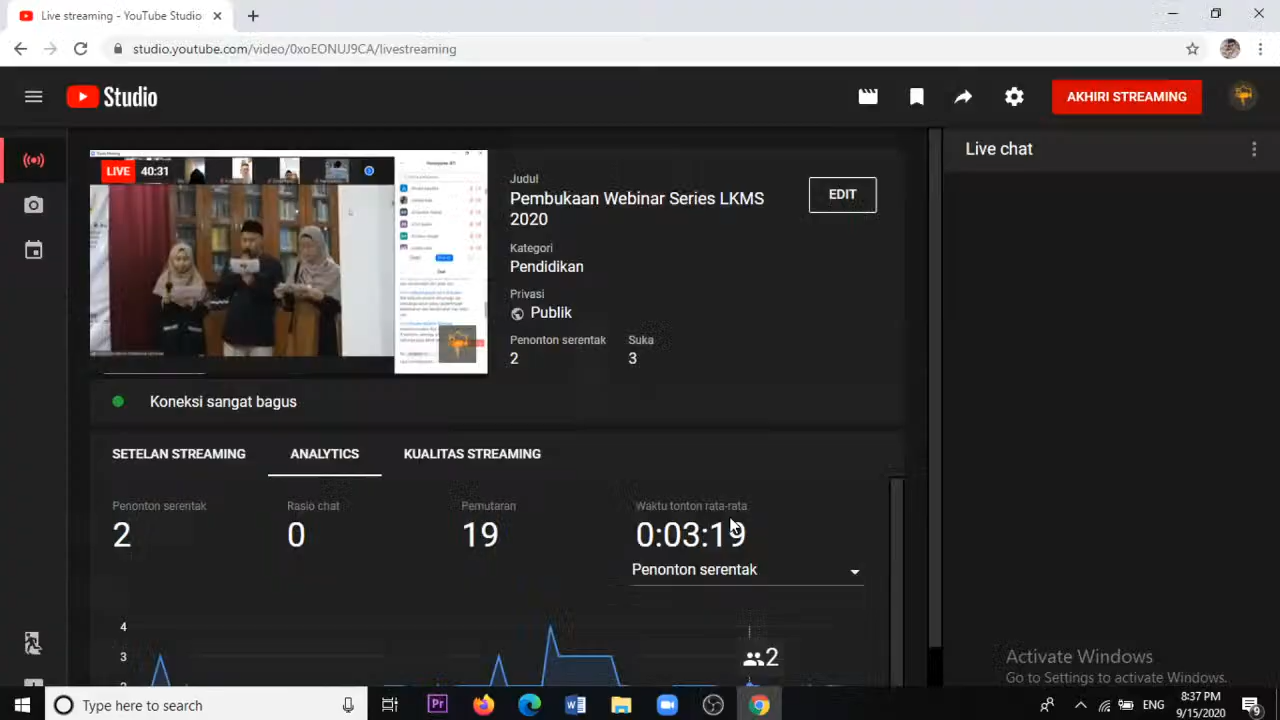 Live streaming - YouTube Studio
studio.youtube.com/video/0xoEONUJ9CA/livestreaming
Studio
AKHIRI STREAMING
LIVE 40:31
Judul
Pembukaan Webinar Series LKMS
2020
EDIT
Kategori
Pendidikan
Privasi
Publik
Penonton serentak
2
Suka
3
Live chat
Koneksi sangat bagus
SETELAN STREAMING
ANALYTICS
KUALITAS STREAMING
Penonton serentak
2
Rasio chat
0
Pemutaran
19
Waktu tonton rata-rata
0:03:19
Penonton serentak
4
3
2
Activate Windows
Go to Settings to activate Windows.
Type here to search
ENG
:37 PM
9/15/2020